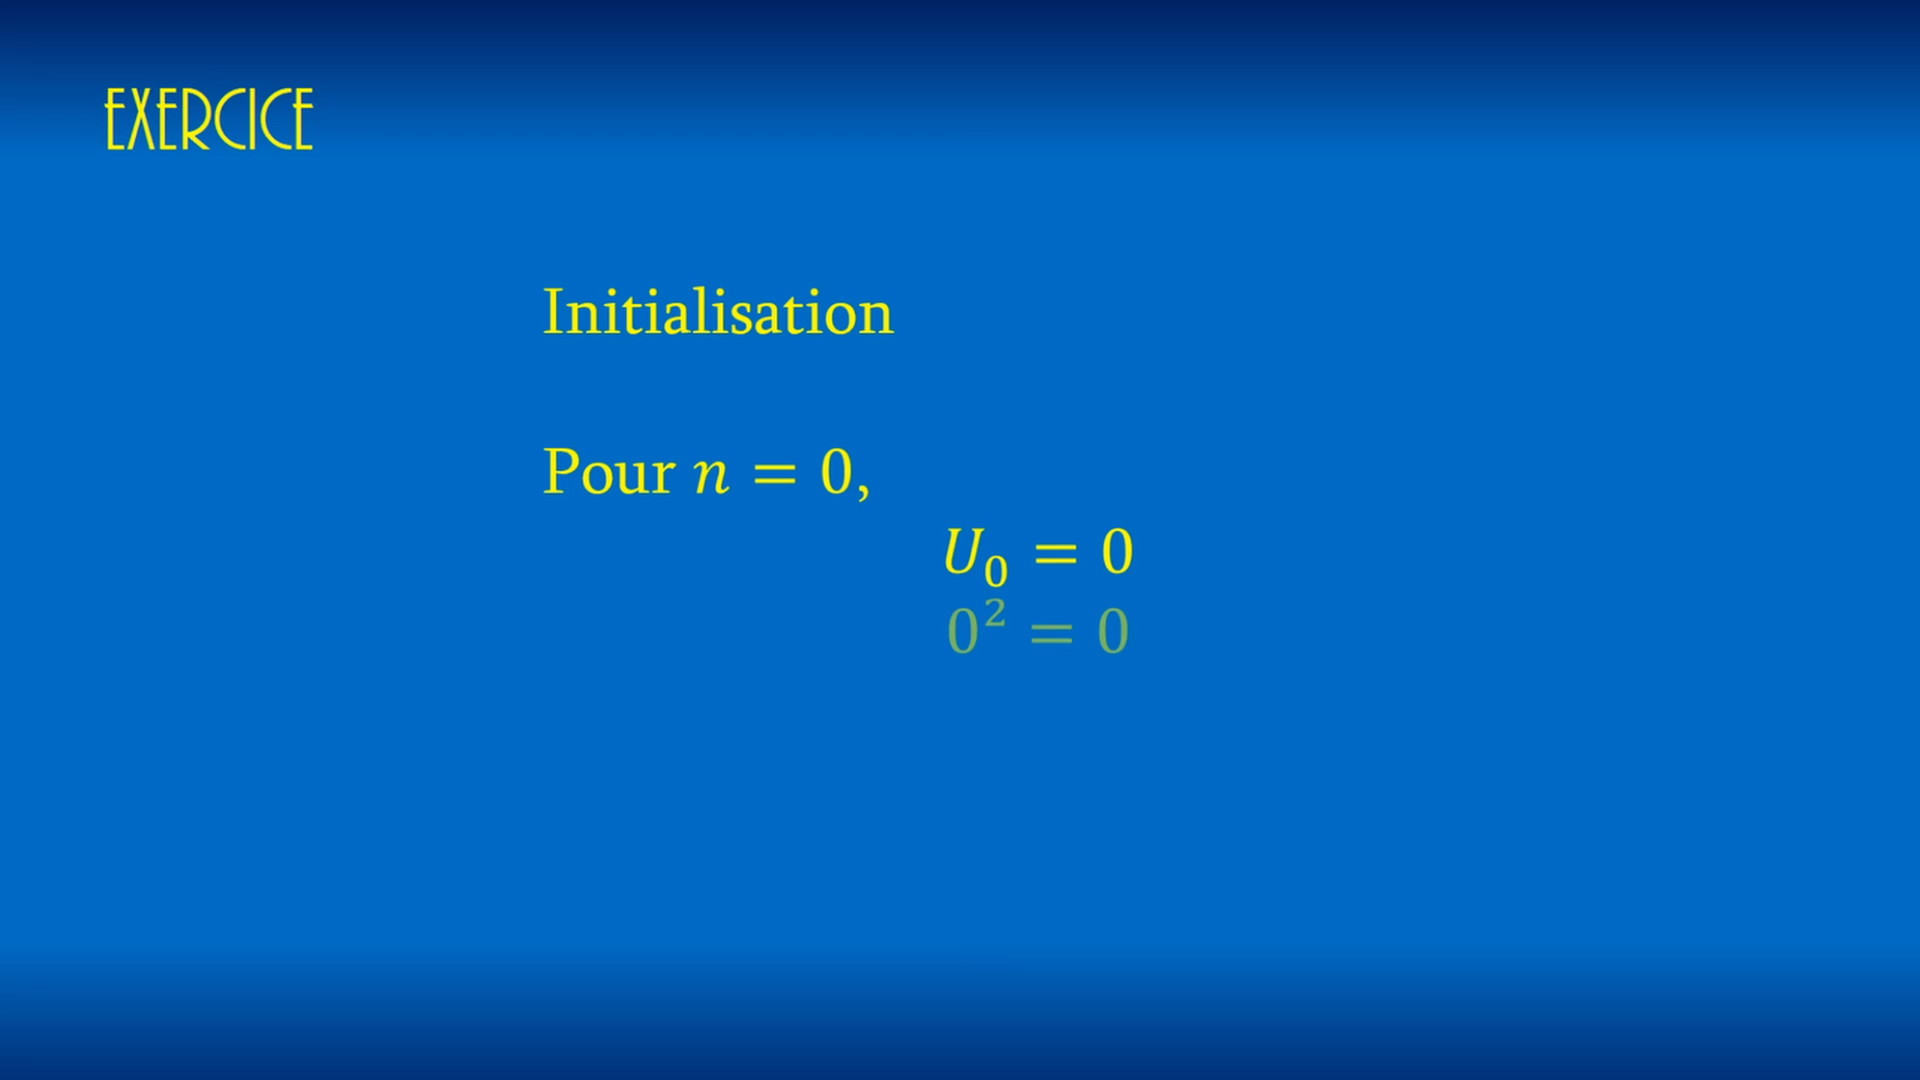 EXERCICE
Initialisation
Pour n = 0,
U₀ = 0
0² = 0